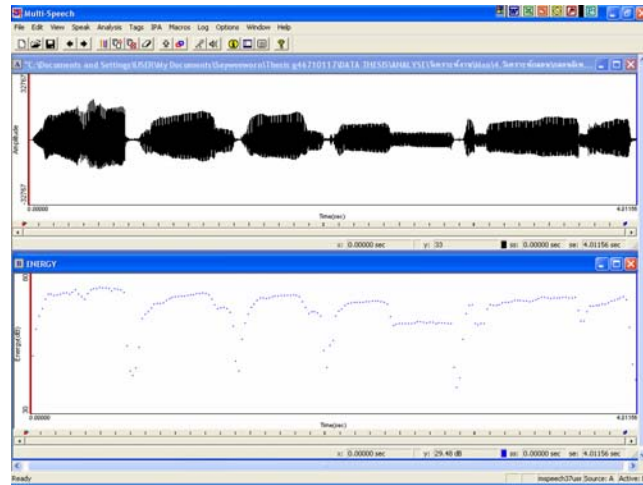 Multi-Speech
File Edit View Speak Analysis Tags IPA Macros Log Options Window Help
A "C:\Documents and Settings\USER\My Documents\
32767
Amplitude
-32767
0.00000 4.01156
Time(sec)
x: 0.00000 sec y: 33 ss: 0.00000 sec se: 4.01156 sec
B ENERGY
80
Energy(dB)
30
0.00000 4.01156
Time(sec)
x: 0.00000 sec y: 29.48 dB ss: 0.00000 sec se: 4.01156 sec
Ready Source: A Active: